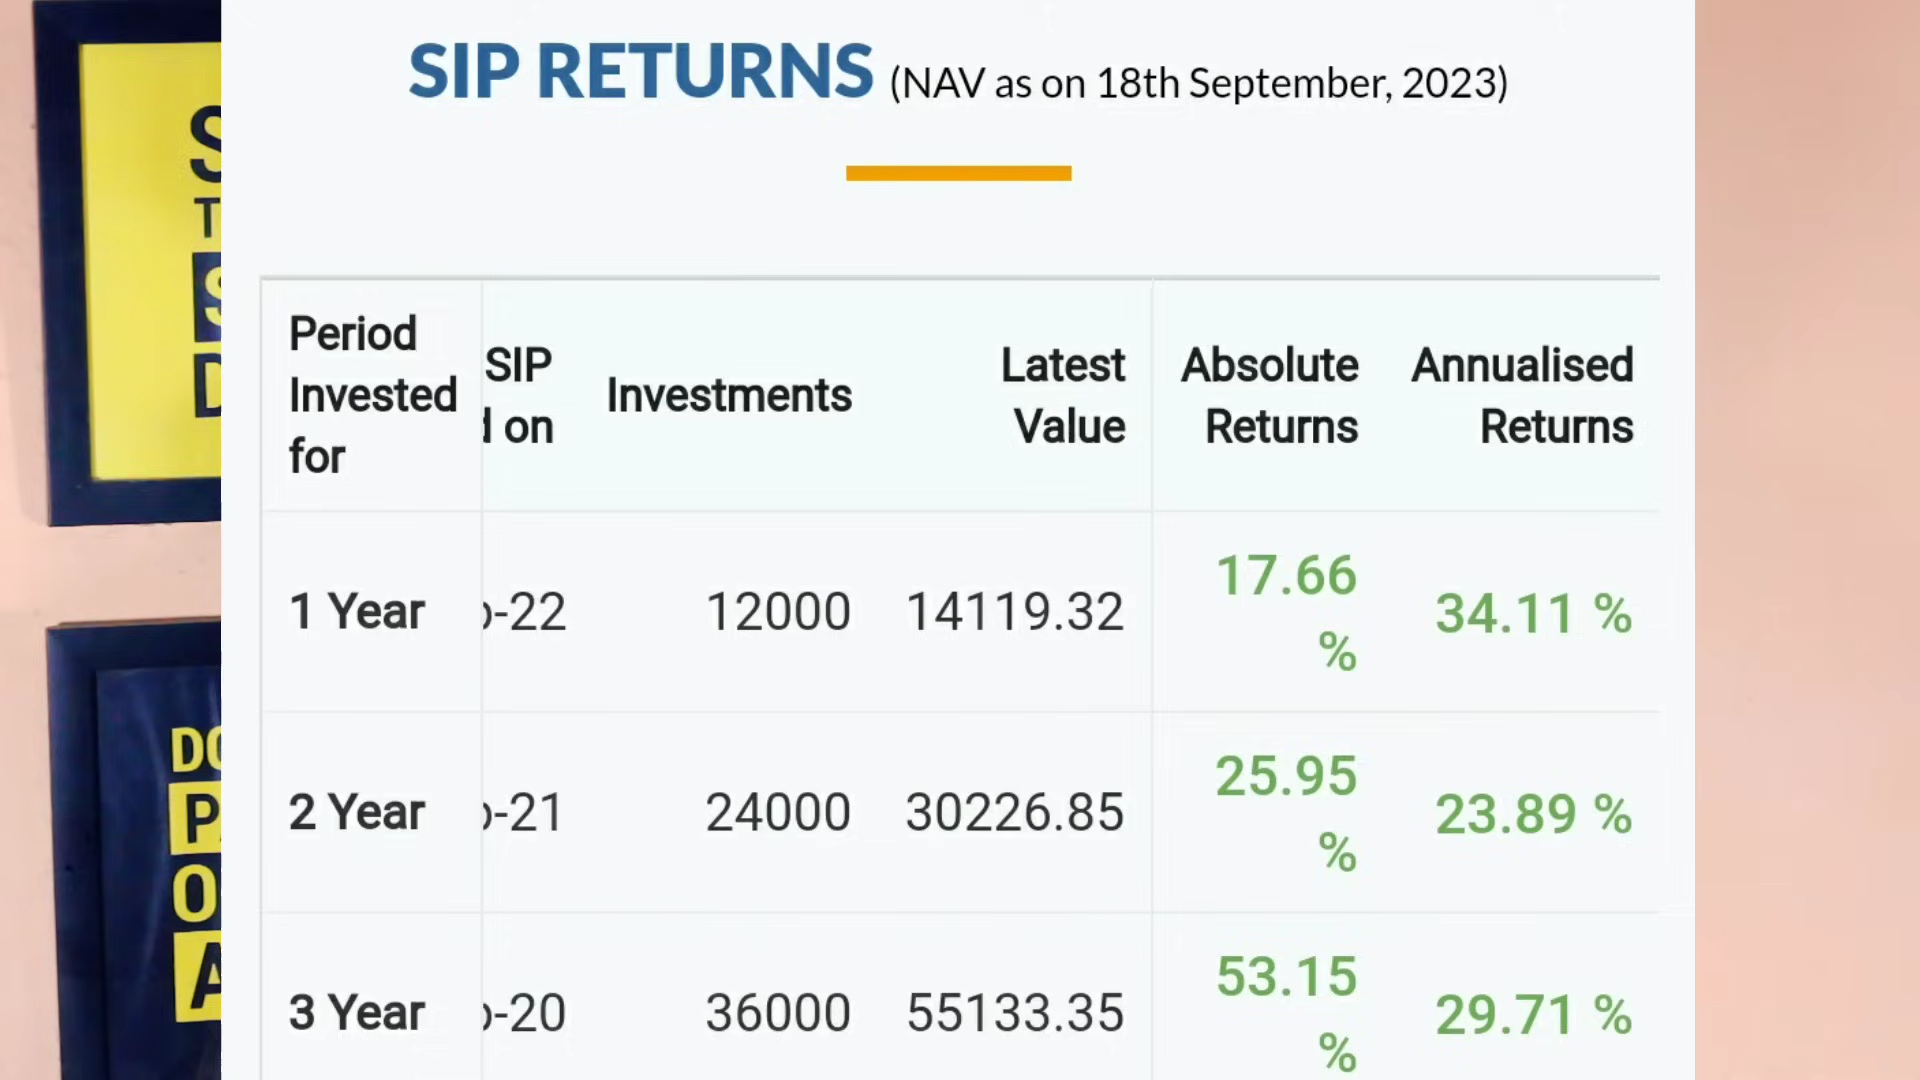 SIP RETURNS (NAV as on 18th September, 2023)
Period Invested for
SIP
on
Investments
Latest Value
Absolute Returns
Annualised Returns
1 Year -22 12000 14119.32 17.66 % 34.11 %
2 Year -21 24000 30226.85 25.95 % 23.89 %
3 Year -20 36000 55133.35 53.15 % 29.71 %